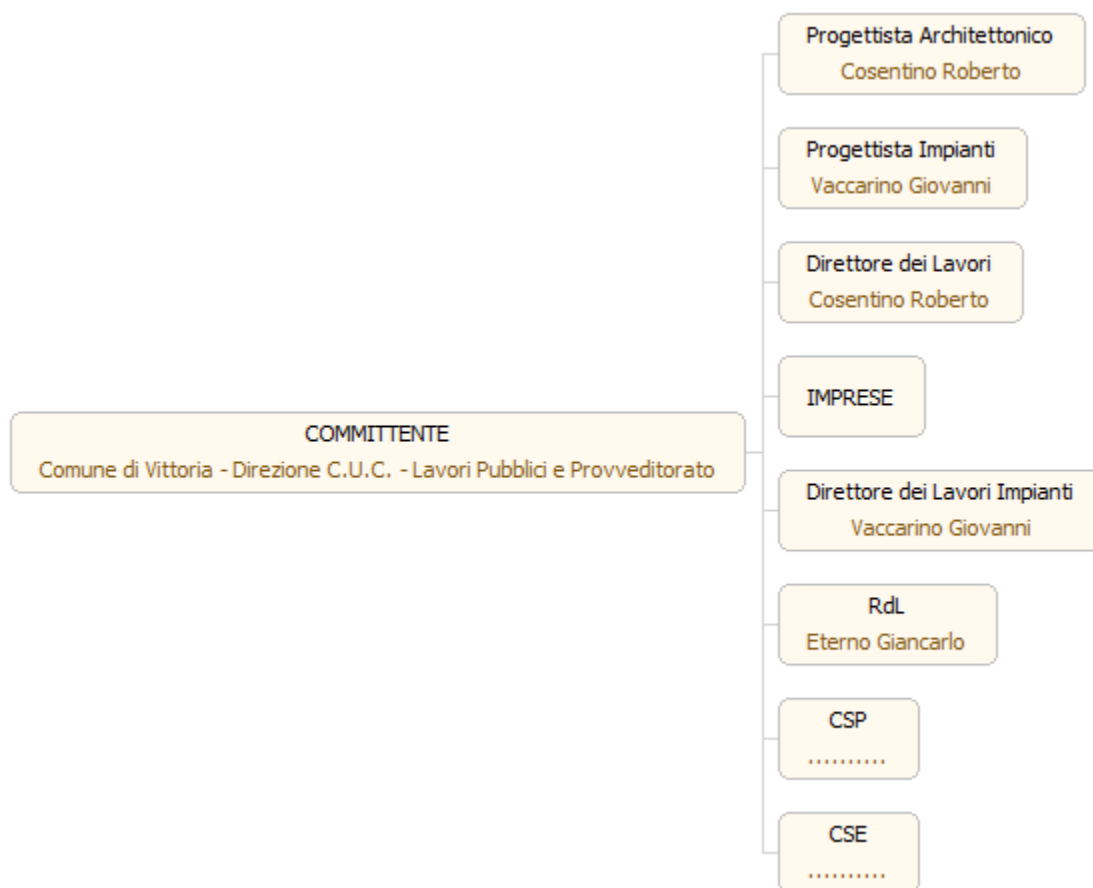 Progettista Architettonico
Cosentino Roberto
Progettista Impianti
Vaccarino Giovanni
Direttore dei Lavori
Cosentino Roberto
IMPRESE
COMMITTENTE
Comune di Vittoria - Direzione C.U.C. - Lavori Pubblici e Provveditorato
Direttore dei Lavori Impianti
Vaccarino Giovanni
RdL
Eterno Giancarlo
CSP
..........
CSE
..........